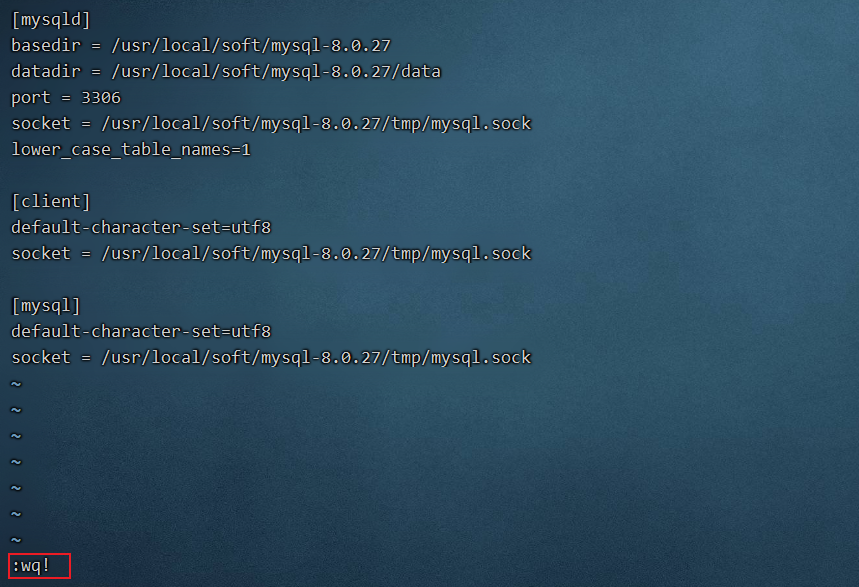 [mysqld]
basedir = /usr/local/soft/mysql-8.0.27
datadir = /usr/local/soft/mysql-8.0.27/data
port = 3306
socket = /usr/local/soft/mysql-8.0.27/tmp/mysql.sock
lower_case_table_names=1

[client]
default-character-set=utf8
socket = /usr/local/soft/mysql-8.0.27/tmp/mysql.sock

[mysql]
default-character-set=utf8
socket = /usr/local/soft/mysql-8.0.27/tmp/mysql.sock
~
~
~
~
~
~
~
:wq!